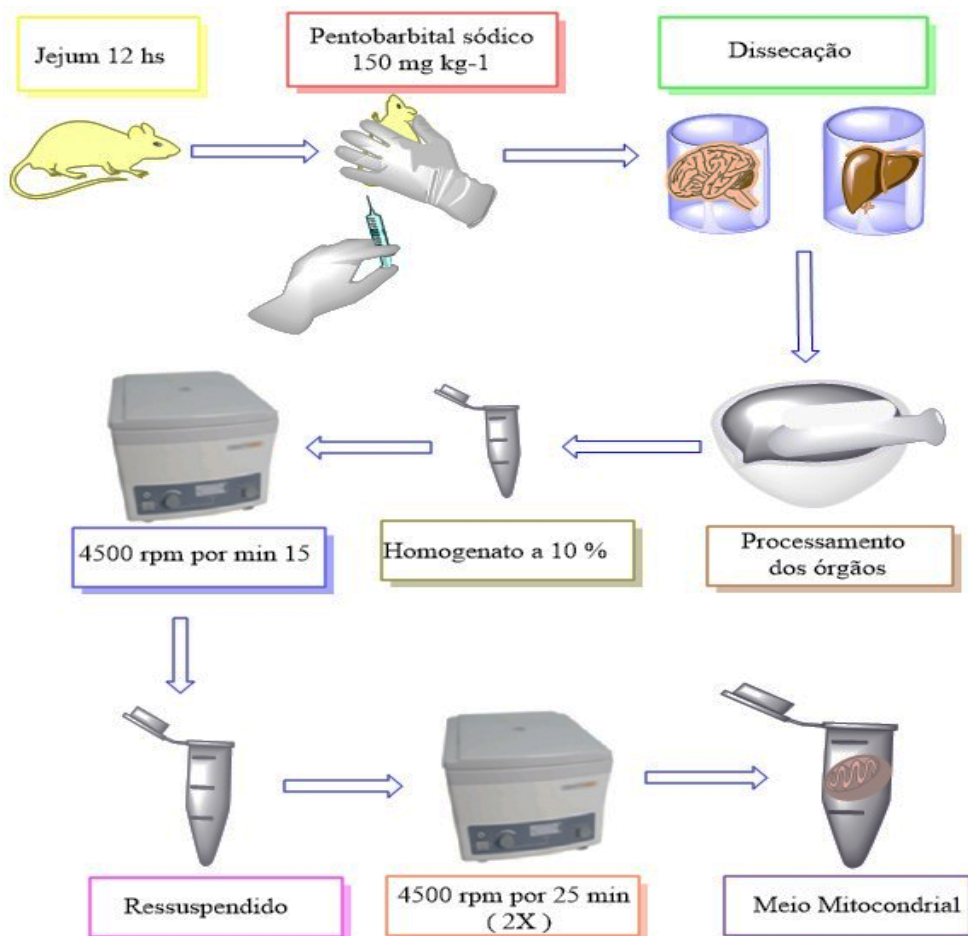 Jejum 12 hs
Pentobarbital sódico
150 mg kg-1
Dissecação
4500 rpm por min 15
Homogenato a 10 %
Processamento
dos órgãos
Ressuspendido
4500 rpm por 25 min
( 2X )
Meio Mitocondrial